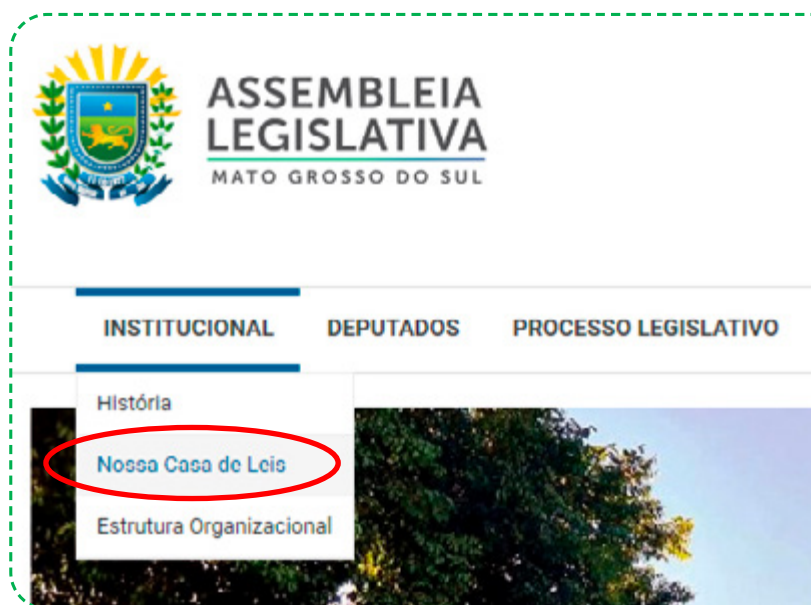 ASSEMBLEIA
LEGISLATIVA
MATO GROSSO DO SUL
INSTITUCIONAL DEPUTADOS PROCESSO LEGISLATIVO
História
Nossa Casa de Leis
Estrutura Organizacional